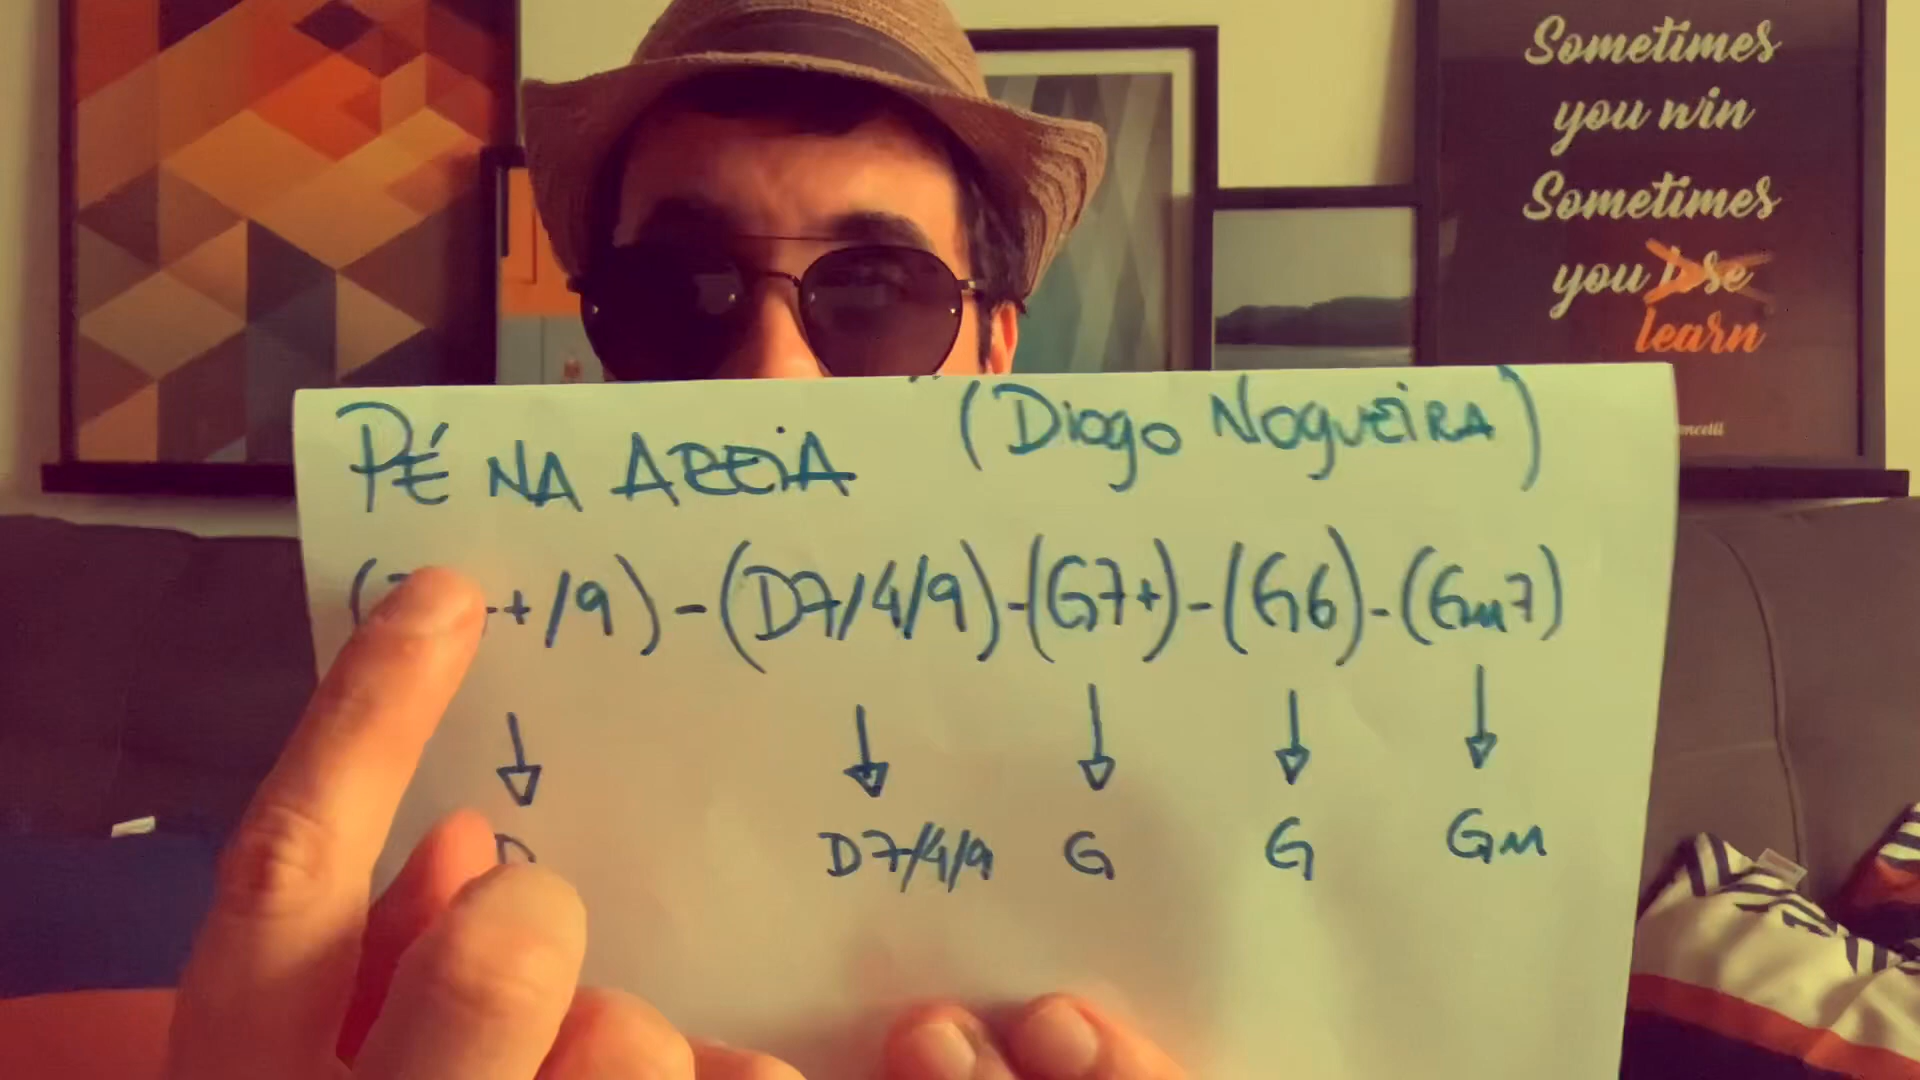 Sometimes
you win
Sometimes
you lose
learn
PÉ NA AREIA (Diogo NOGUEIRA)
+/9) - (D7/4/9) - (G7+) - (G6) - (Gm7)
D D7/4/9 G G Gm